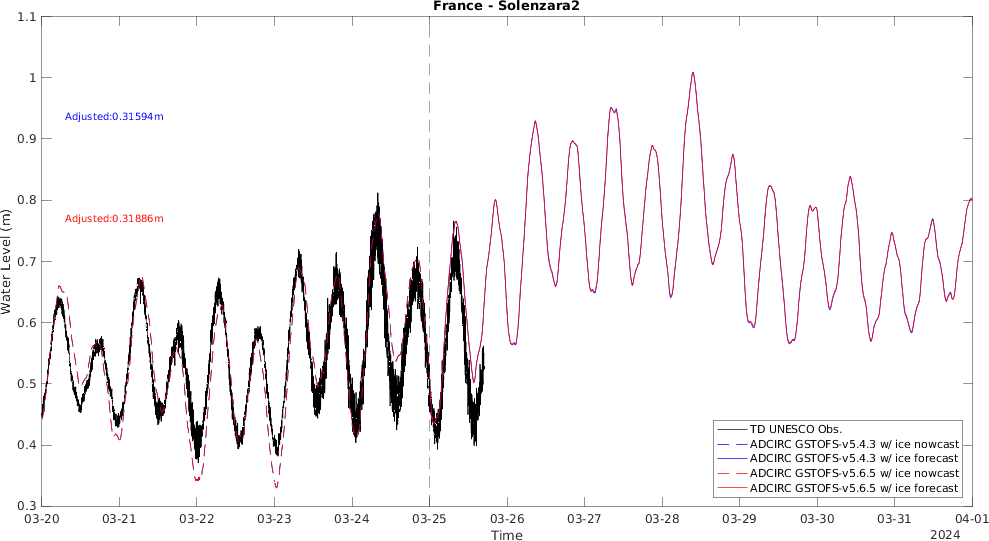 France - Solenzara2
1.1
1
0.9
0.8
0.7
0.6
0.5
0.4
0.3
Water Level (m)
Adjusted:0.31594m
Adjusted:0.31886m
TD UNESCO Obs.
ADCIRC GSTOFS-v5.4.3 w/ ice nowcast
ADCIRC GSTOFS-v5.4.3 w/ ice forecast
ADCIRC GSTOFS-v5.6.5 w/ ice nowcast
ADCIRC GSTOFS-v5.6.5 w/ ice forecast
03-20 03-21 03-22 03-23 03-24 03-25 03-26 03-27 03-28 03-29 03-30 03-31 04-01
Time
2024